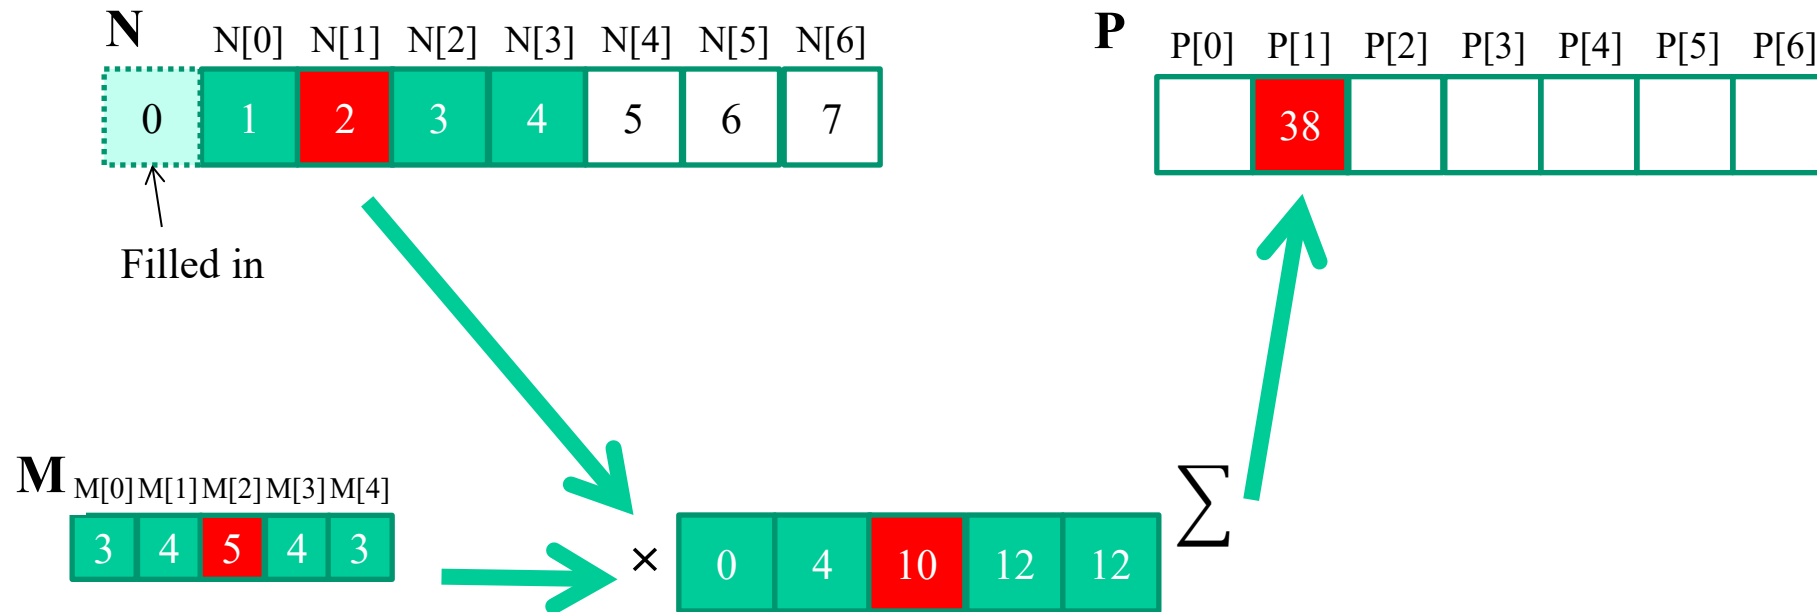 N
N[0] N[1] N[2] N[3] N[4] N[5] N[6]
0 1 2 3 4 5 6 7
Filled in
P
P[0] P[1] P[2] P[3] P[4] P[5] P[6]
38
M
M[0] M[1] M[2] M[3] M[4]
3 4 5 4 3
×
0 4 10 12 12
∑